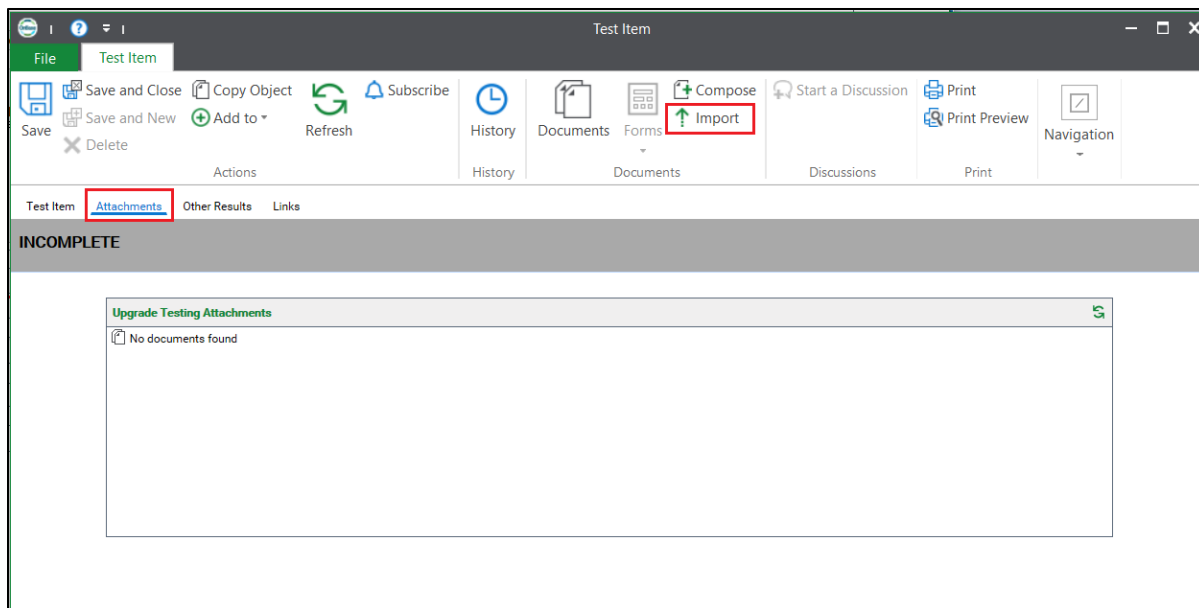 Test Item
File Test Item
Save and Close Copy Object Subscribe Compose Start a Discussion Print
Save and New Add to Import Print Preview
Save Delete Refresh History Documents Forms Navigation
Actions History Documents Discussions Print
Test Item Attachments Other Results Links
INCOMPLETE
Upgrade Testing Attachments
No documents found